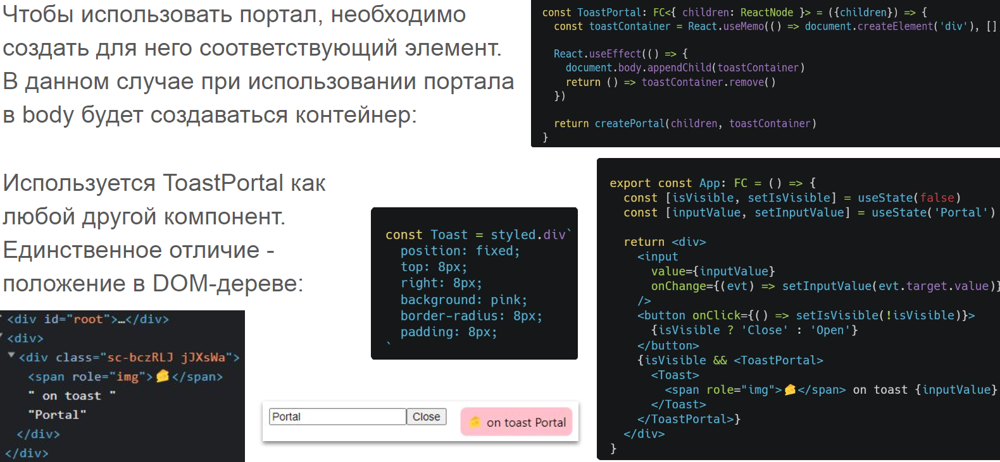 Чтобы использовать портал, необходимо
создать для него соответствующий элемент.
В данном случае при использовании портала
в body будет создаваться контейнер:
const ToastPortal: FC<{ children: ReactNode }> = ({children}) => {
const toastContainer = React.useMemo(() => document.createElement('div'), []
React.useEffect(() => {
document.body.appendChild(toastContainer)
return () => toastContainer.remove()
})
return createPortal(children, toastContainer)
}
Используется ToastPortal как
любой другой компонент.
Единственное отличие -
положение в DOM-дереве:
<div id="root">…</div>
<div>
<div class="sc-bczRLJ jJXsWa">
<span role="img">🧀</span>
" on toast "
"Portal"
</div>
</div>
const Toast = styled.div`
position: fixed;
top: 8px;
right: 8px;
background: pink;
border-radius: 8px;
padding: 8px;
`
Portal
Close
🧀 on toast Portal
export const App: FC = () => {
const [isVisible, setIsVisible] = useState(false)
const [inputValue, setInputValue] = useState('Portal')
return <div>
<input
value={inputValue}
onChange={(evt) => setInputValue(evt.target.value)}
/>
<button onClick={() => setIsVisible(!isVisible)}>
{isVisible ? 'Close' : 'Open'}
</button>
{isVisible && <ToastPortal>
<Toast>
<span role="img">🧀</span> on toast {inputValue}
</Toast>
</ToastPortal>}
</div>
}